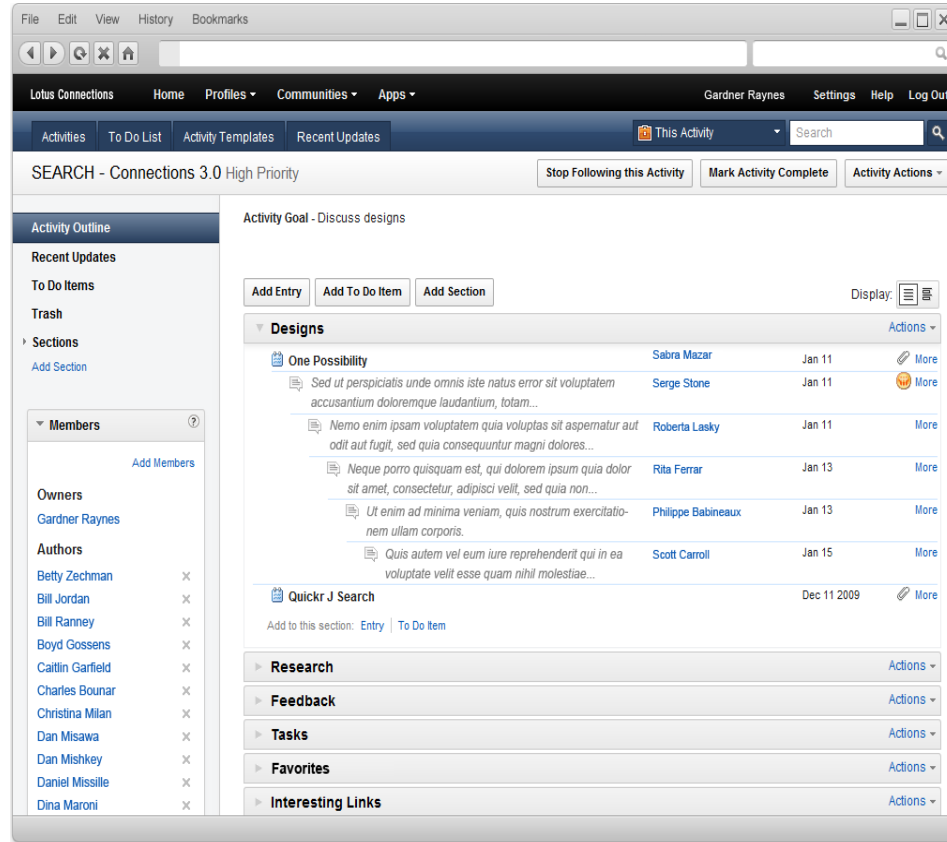 File Edit View History Bookmarks
Lotus Connections Home Profiles Communities Apps Gardner Raynes Settings Help Log Out
Activities To Do List Activity Templates Recent Updates This Activity Search
SEARCH - Connections 3.0 High Priority Stop Following this Activity Mark Activity Complete Activity Actions
Activity Outline
Recent Updates
To Do Items
Trash
Sections
Add Section
Members ?
Add Members
Owners
Gardner Raynes
Authors
Betty Zechman
Bill Jordan
Bill Ranney
Boyd Gossens
Caitlin Garfield
Charles Bounar
Christina Milan
Dan Misawa
Dan Mishkey
Daniel Missille
Dina Maroni
Activity Goal - Discuss designs
Add Entry Add To Do Item Add Section Display:
Designs Actions
One Possibility Sabra Mazar Jan 11 More
Sed ut perspiciatis unde omnis iste natus error sit voluptatem Serge Stone Jan 11 More
accusantium doloremque laudantium, totam...
Nemo enim ipsam voluptatem quia voluptas sit aspernatur aut Roberta Lasky Jan 11 More
odit aut fugit, sed quia consequuntur magni dolores...
Neque porro quisquam est, qui dolorem ipsum quia dolor Rita Ferrar Jan 13 More
sit amet, consectetur, adipisci velit, sed quia non...
Ut enim ad minima veniam, quis nostrum exercitatio- Philippe Babineaux Jan 13 More
nem ullam corporis.
Quis autem vel eum iure reprehenderit qui in ea Scott Carroll Jan 15 More
voluptate velit esse quam nihil molestiae...
Quickr J Search Dec 11 2009 More
Add to this section: Entry | To Do Item
Research Actions
Feedback Actions
Tasks Actions
Favorites Actions
Interesting Links Actions